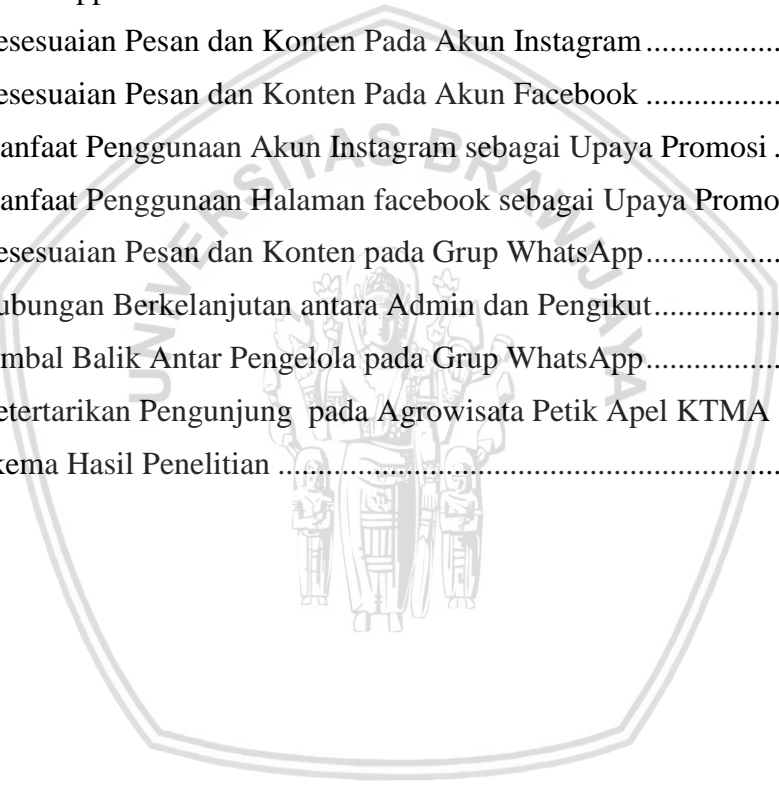 esesuaian Pesan dan Konten Pada Akun Instagram.................
esesuaian Pesan dan Konten Pada Akun Facebook .................
anfaat Penggunaan Akun Instagram sebagai Upaya Promosi .
anfaat Penggunaan Halaman facebook sebagai Upaya Promo
esesuaian Pesan dan Konten pada Grup WhatsApp.................
ubungan Berkelanjutan antara Admin dan Pengikut................
mbal Balik Antar Pengelola pada Grup WhatsApp.................
etertarikan Pengunjung pada Agrowisata Petik Apel KTMA
kema Hasil Penelitian ................................................................
UNIVERSITAS BRAWIJAYA